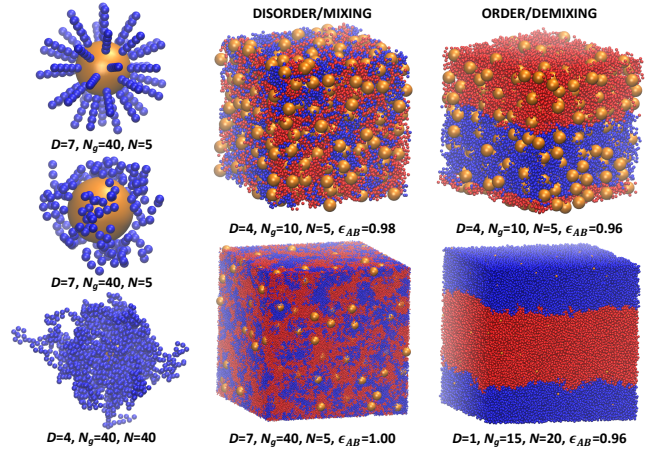 DISORDER/MIXING
ORDER/DEMIXING
D=7, Ng=40, N=5
D=7, Ng=40, N=5
D=4, Ng=40, N=40
D=4, Ng=10, N=5, ϵAB=0.98
D=4, Ng=10, N=5, ϵAB=0.96
D=7, Ng=40, N=5, ϵAB=1.00
D=1, Ng=15, N=20, ϵAB=0.96